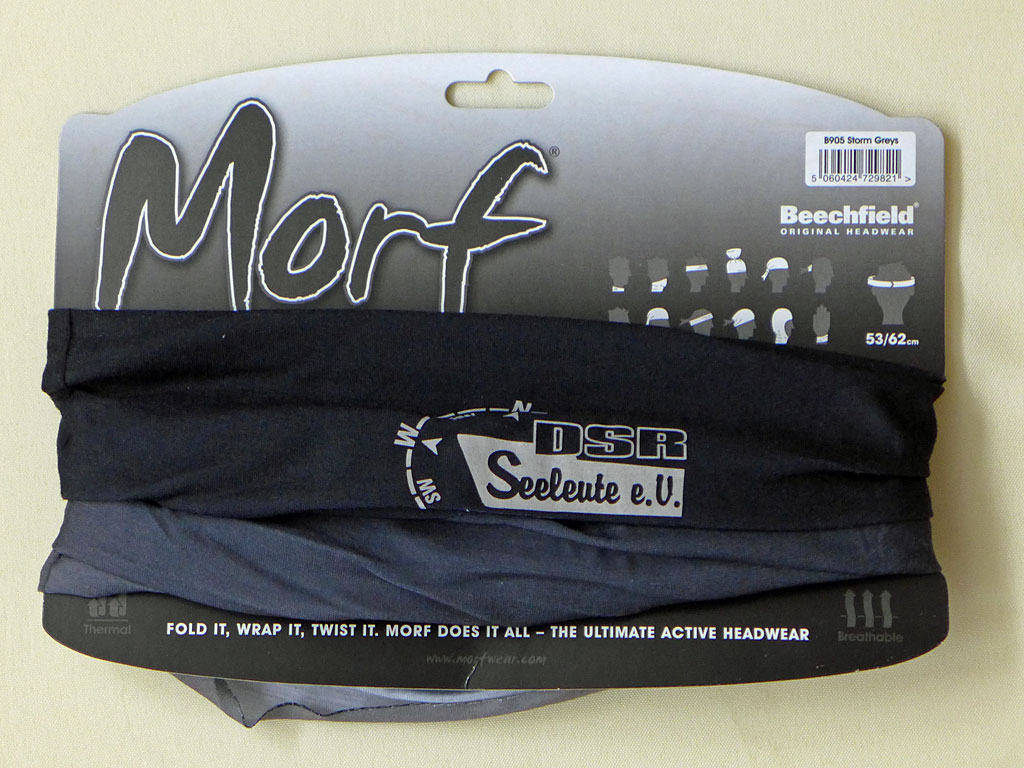 Morf®
B905 Storm Greys
5 060424 729821 >
Beechfield®
ORIGINAL HEADWEAR
53/62cm
N
W
SW
DSR
Seeleute e.V.
Thermal
Breathable
FOLD IT, WRAP IT, TWIST IT. MORF DOES IT ALL – THE ULTIMATE ACTIVE HEADWEAR
www.morfwear.com